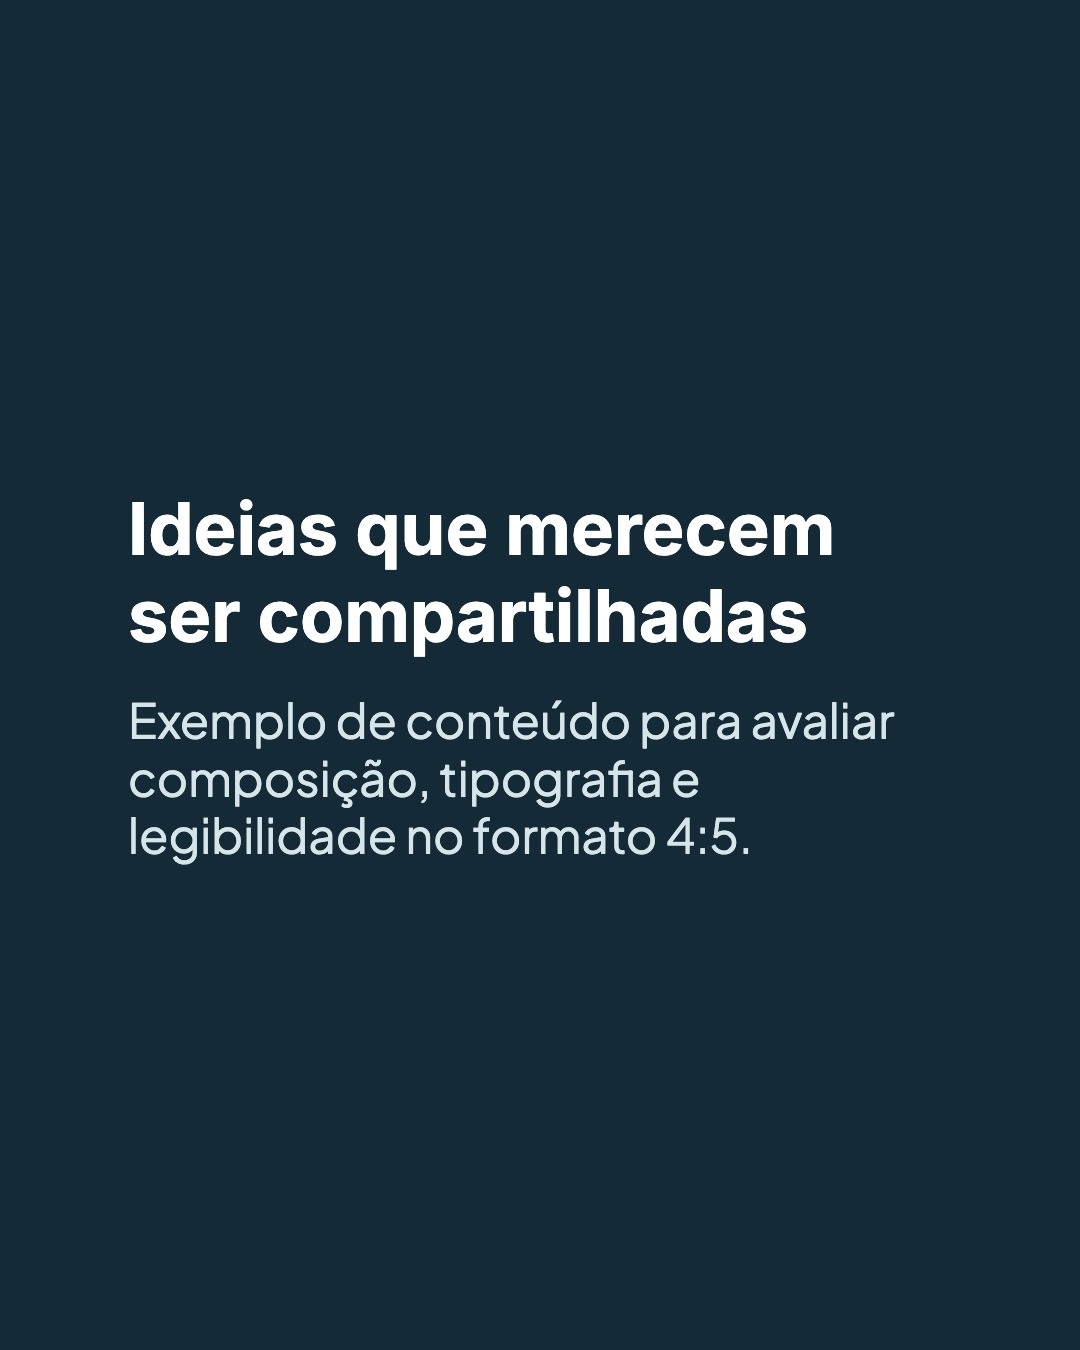 Ideias que merecem
ser compartilhadas
Exemplo de conteúdo para avaliar
composição, tipografia e
legibilidade no formato 4:5.